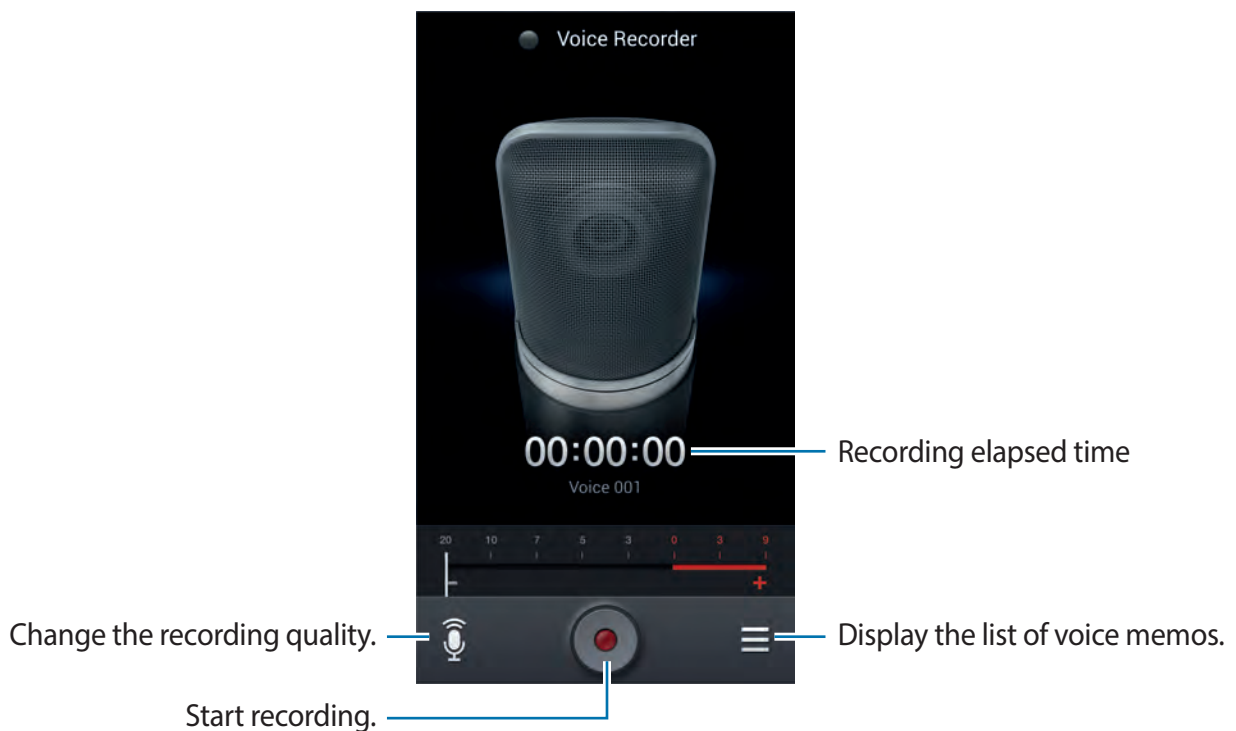 Voice Recorder
00:00:00
Recording elapsed time
Voice 001
20 10 7 5 3 0 3 9
- +
Change the recording quality.
Display the list of voice memos.
Start recording.